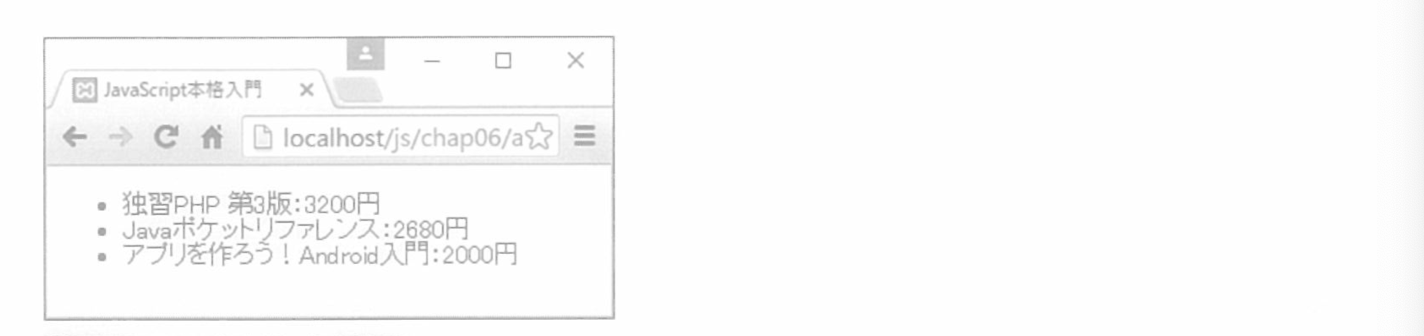 JavaScript本格入門
localhost/js/chap06/a
独習PHP 第3版：3200円
Javaポケットリファレンス：2680円
アプリを作ろう！Android入門：2000円